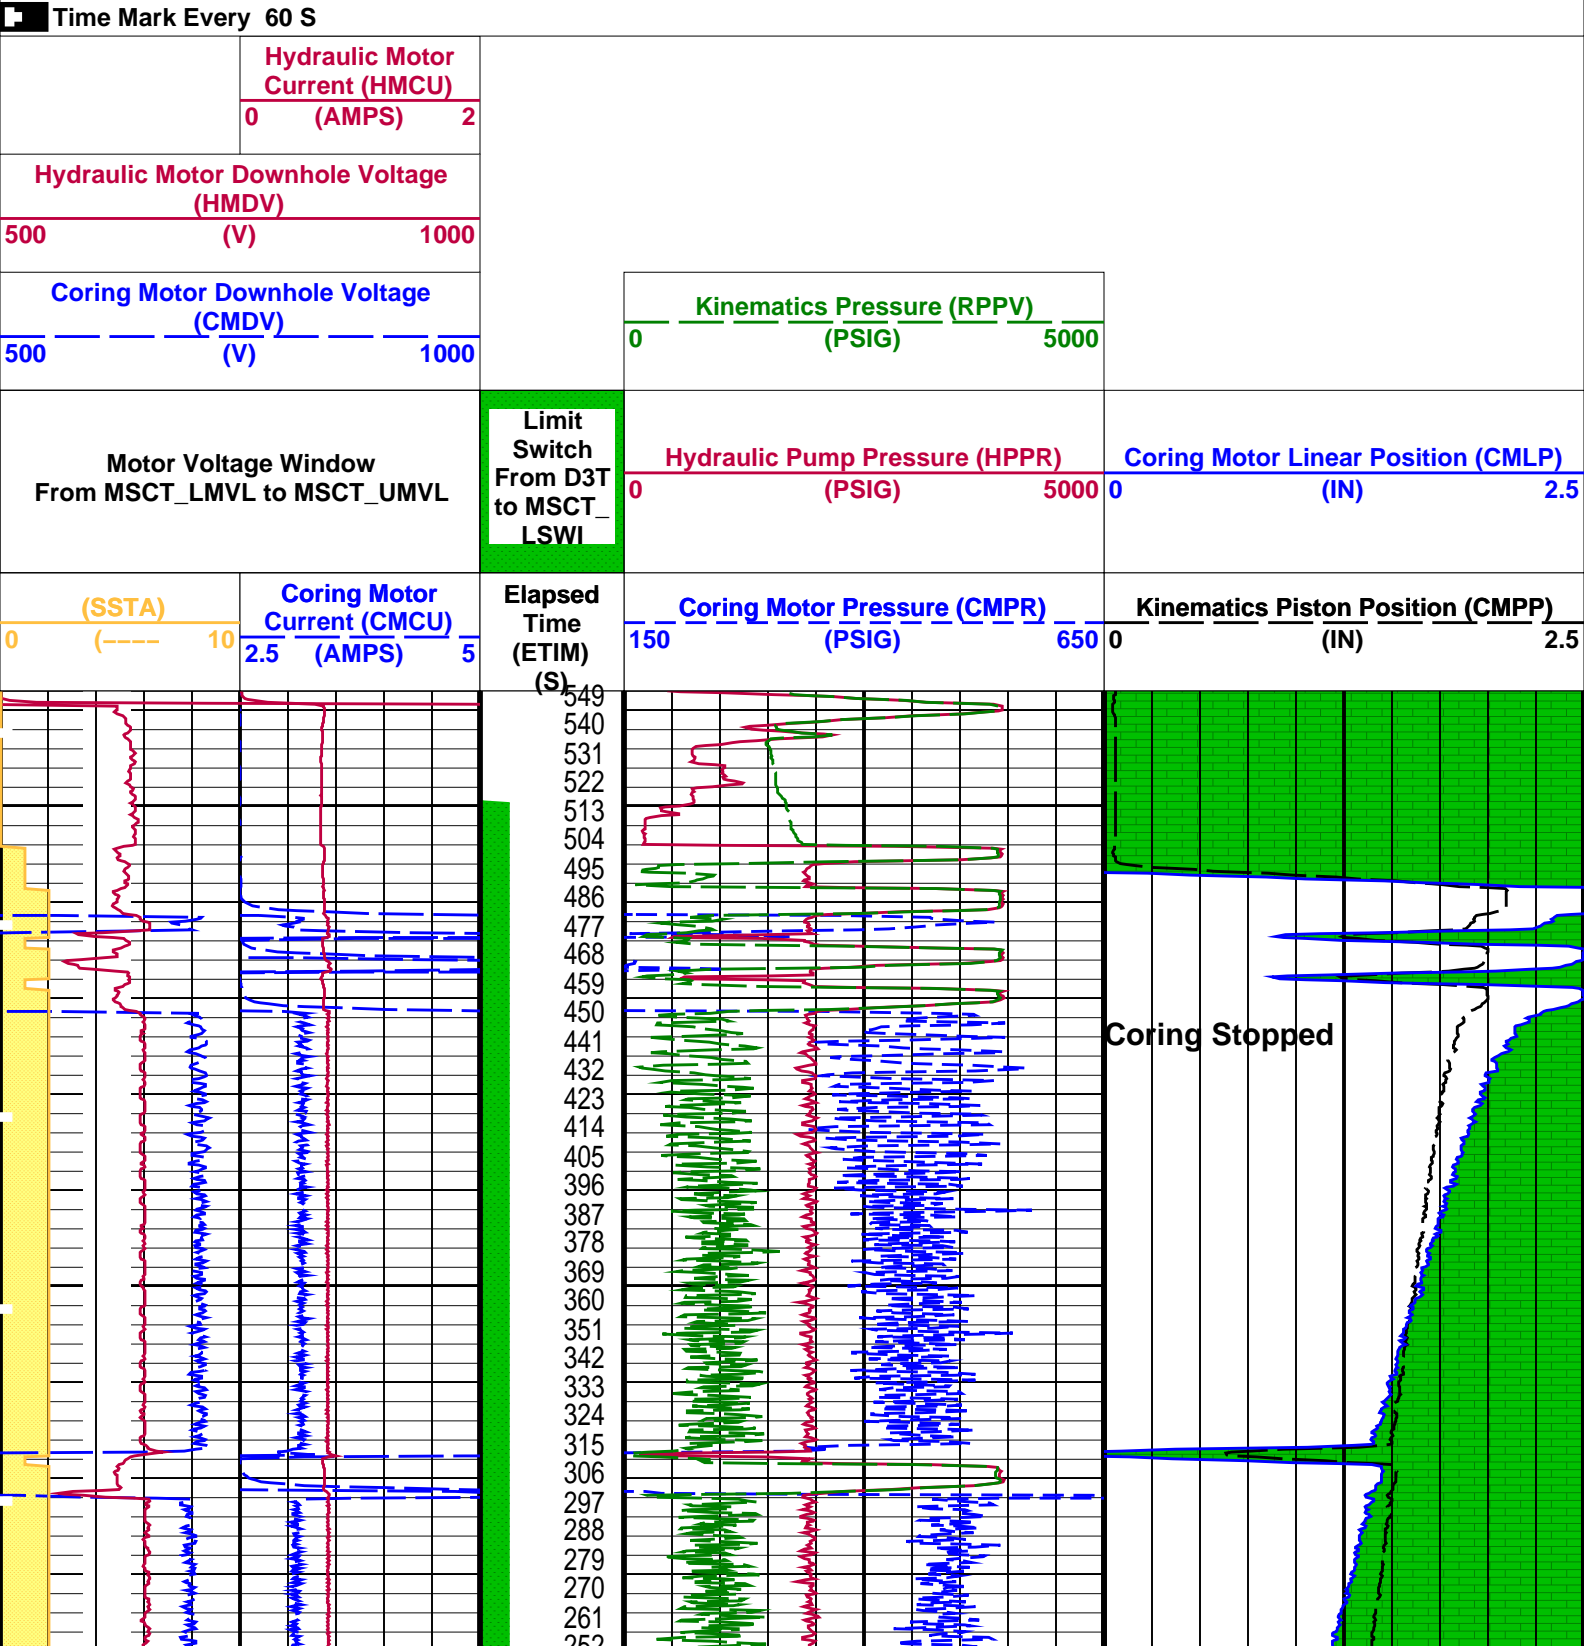 Time Mark Every 60 S
Hydraulic Motor
Current (HMCU)
0 (AMPS) 2
Hydraulic Motor Downhole Voltage
(HMDV)
500 (V) 1000
Coring Motor Downhole Voltage
(CMDV)
500 (V) 1000
Kinematics Pressure (RPPV)
0 (PSIG) 5000
Motor Voltage Window
From MSCT_LMVL to MSCT_UMVL
Limit
Switch
From D3T
to MSCT_
LSWI
Hydraulic Pump Pressure (HPPR)
0 (PSIG) 5000
Coring Motor Linear Position (CMLP)
0 (IN) 2.5
(SSTA)
0 (---- 10
Coring Motor
Current (CMCU)
2.5 (AMPS) 5
Elapsed
Time
(ETIM)
(S)
Coring Motor Pressure (CMPR)
150 (PSIG) 650
Kinematics Piston Position (CMPP)
0 (IN) 2.5
549
540
531
522
513
504
495
486
477
468
459
450
Coring Stopped
441
432
423
414
405
396
387
378
369
360
351
342
333
324
315
306
297
288
279
270
261
252